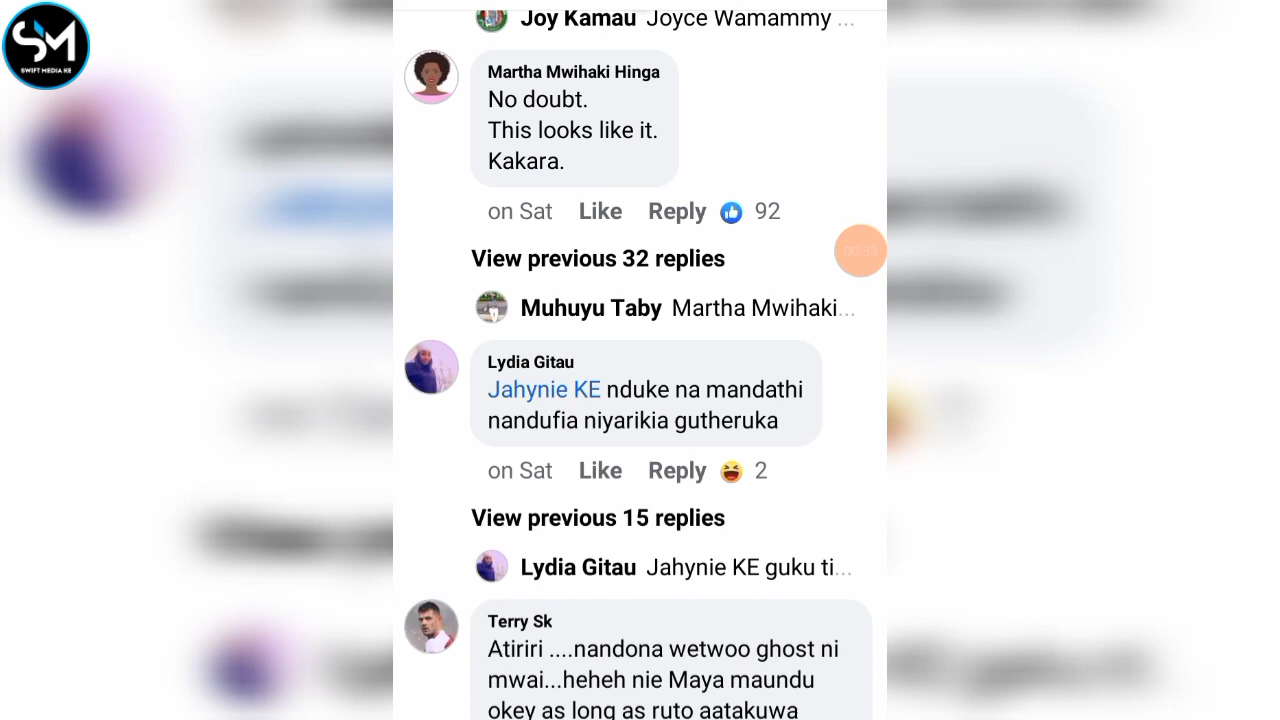 SM
SWIFT MEDIA KE
Joy Kamau Joyce Wamammy ...
Martha Mwihaki Hinga
No doubt.
This looks like it.
Kakara.
on Sat Like Reply 92
View previous 32 replies
00:33
Muhuyu Taby Martha Mwihaki...
Lydia Gitau
Jahynie KE nduke na mandathi
nandufia niyarikia gutheruka
on Sat Like Reply 2
View previous 15 replies
Lydia Gitau Jahynie KE guku ti...
Terry Sk
Atiriri ....nandona wetwoo ghost ni
mwai...heheh nie Maya maundu
okey as long as ruto aatakuwa